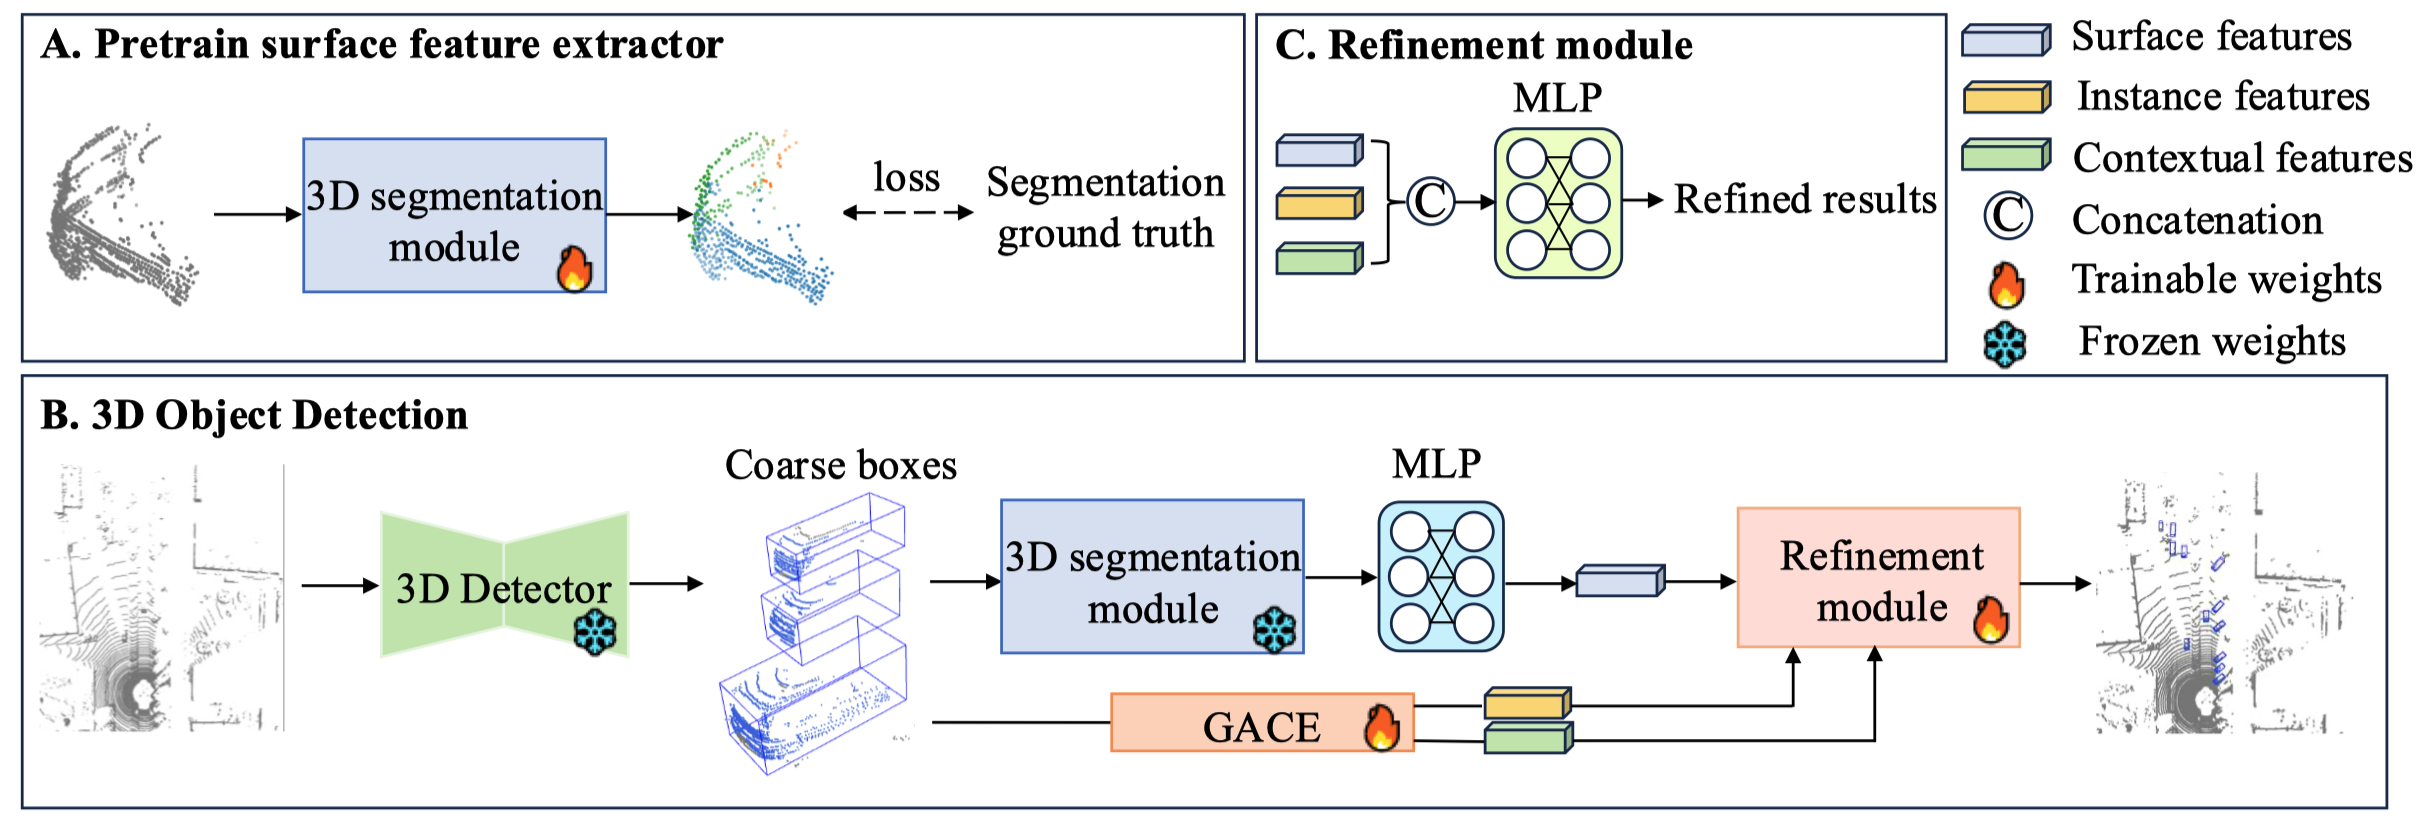 A. Pretrain surface feature extractor
3D segmentation
module
loss
Segmentation
ground truth
C. Refinement module
MLP
C
Refined results
Surface features
Instance features
Contextual features
C
Concatenation
Trainable weights
Frozen weights
B. 3D Object Detection
3D Detector
Coarse boxes
3D segmentation
module
MLP
GACE
Refinement
module